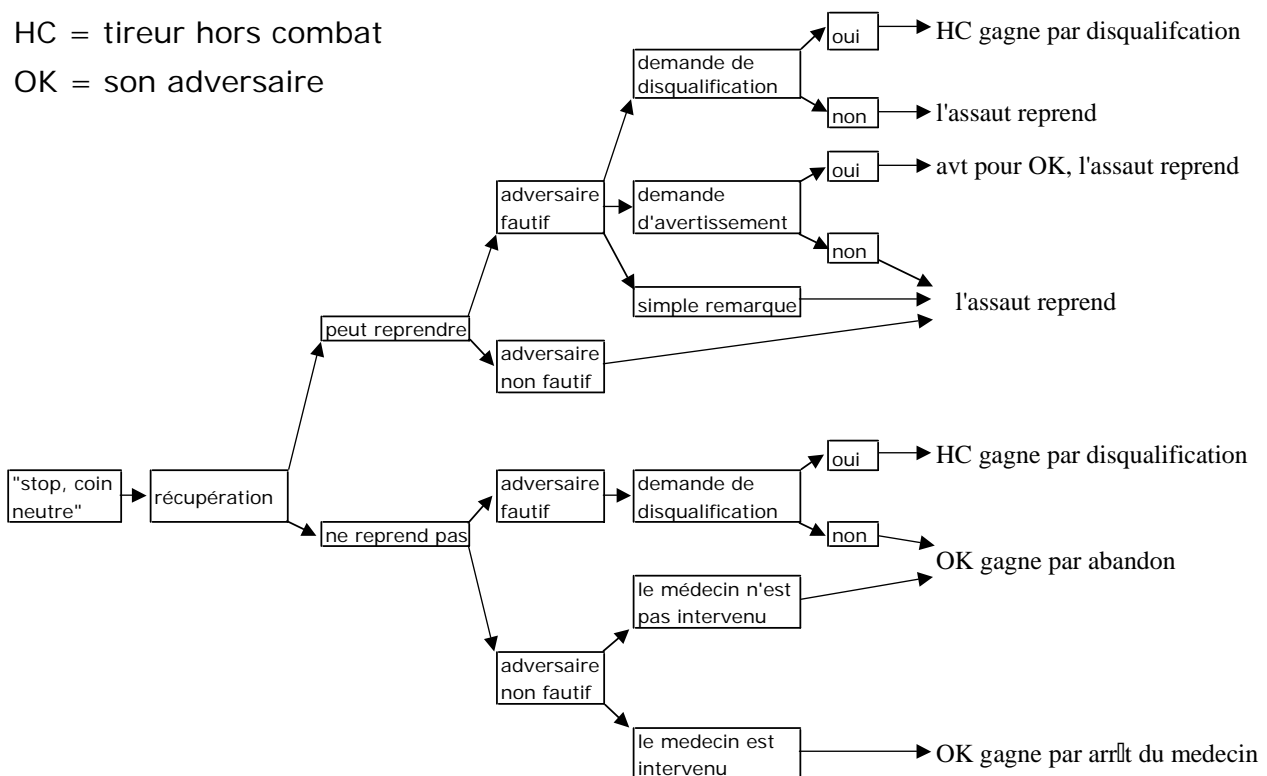 HC = tireur hors combat
OK = son adversaire
oui
HC gagne par disqualifcation
demande de
disqualification
non
l'assaut reprend
oui
avt pour OK, l'assaut reprend
adversaire
fautif
demande
d'avertissement
non
simple remarque
l'assaut reprend
peut reprendre
adversaire
non fautif
"stop, coin
neutre"
récupération
adversaire
fautif
demande de
disqualification
oui
HC gagne par disqualification
ne reprend pas
non
OK gagne par abandon
le médecin n'est
pas intervenu
adversaire
non fautif
le medecin est
intervenu
OK gagne par arr▯t du medecin